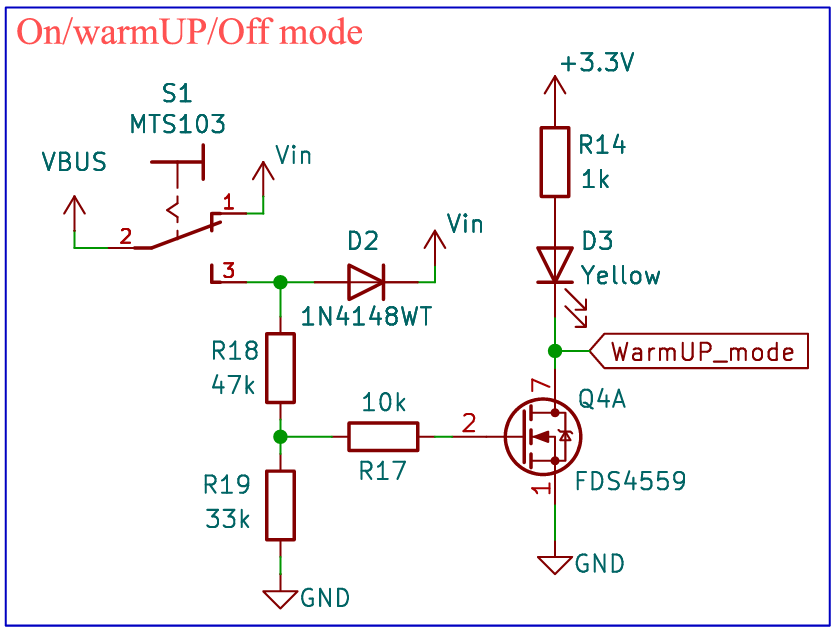 On/warmUP/Off mode
+3.3V
S1
MTS103
R14
1k
VBUS
Vin
1
2
Vin
D2
D3
Yellow
3
1N4148WT
R18
47k
WarmUP_mode
7
10k
2
Q4A
R17
R19
33k
1
FDS4559
GND
GND